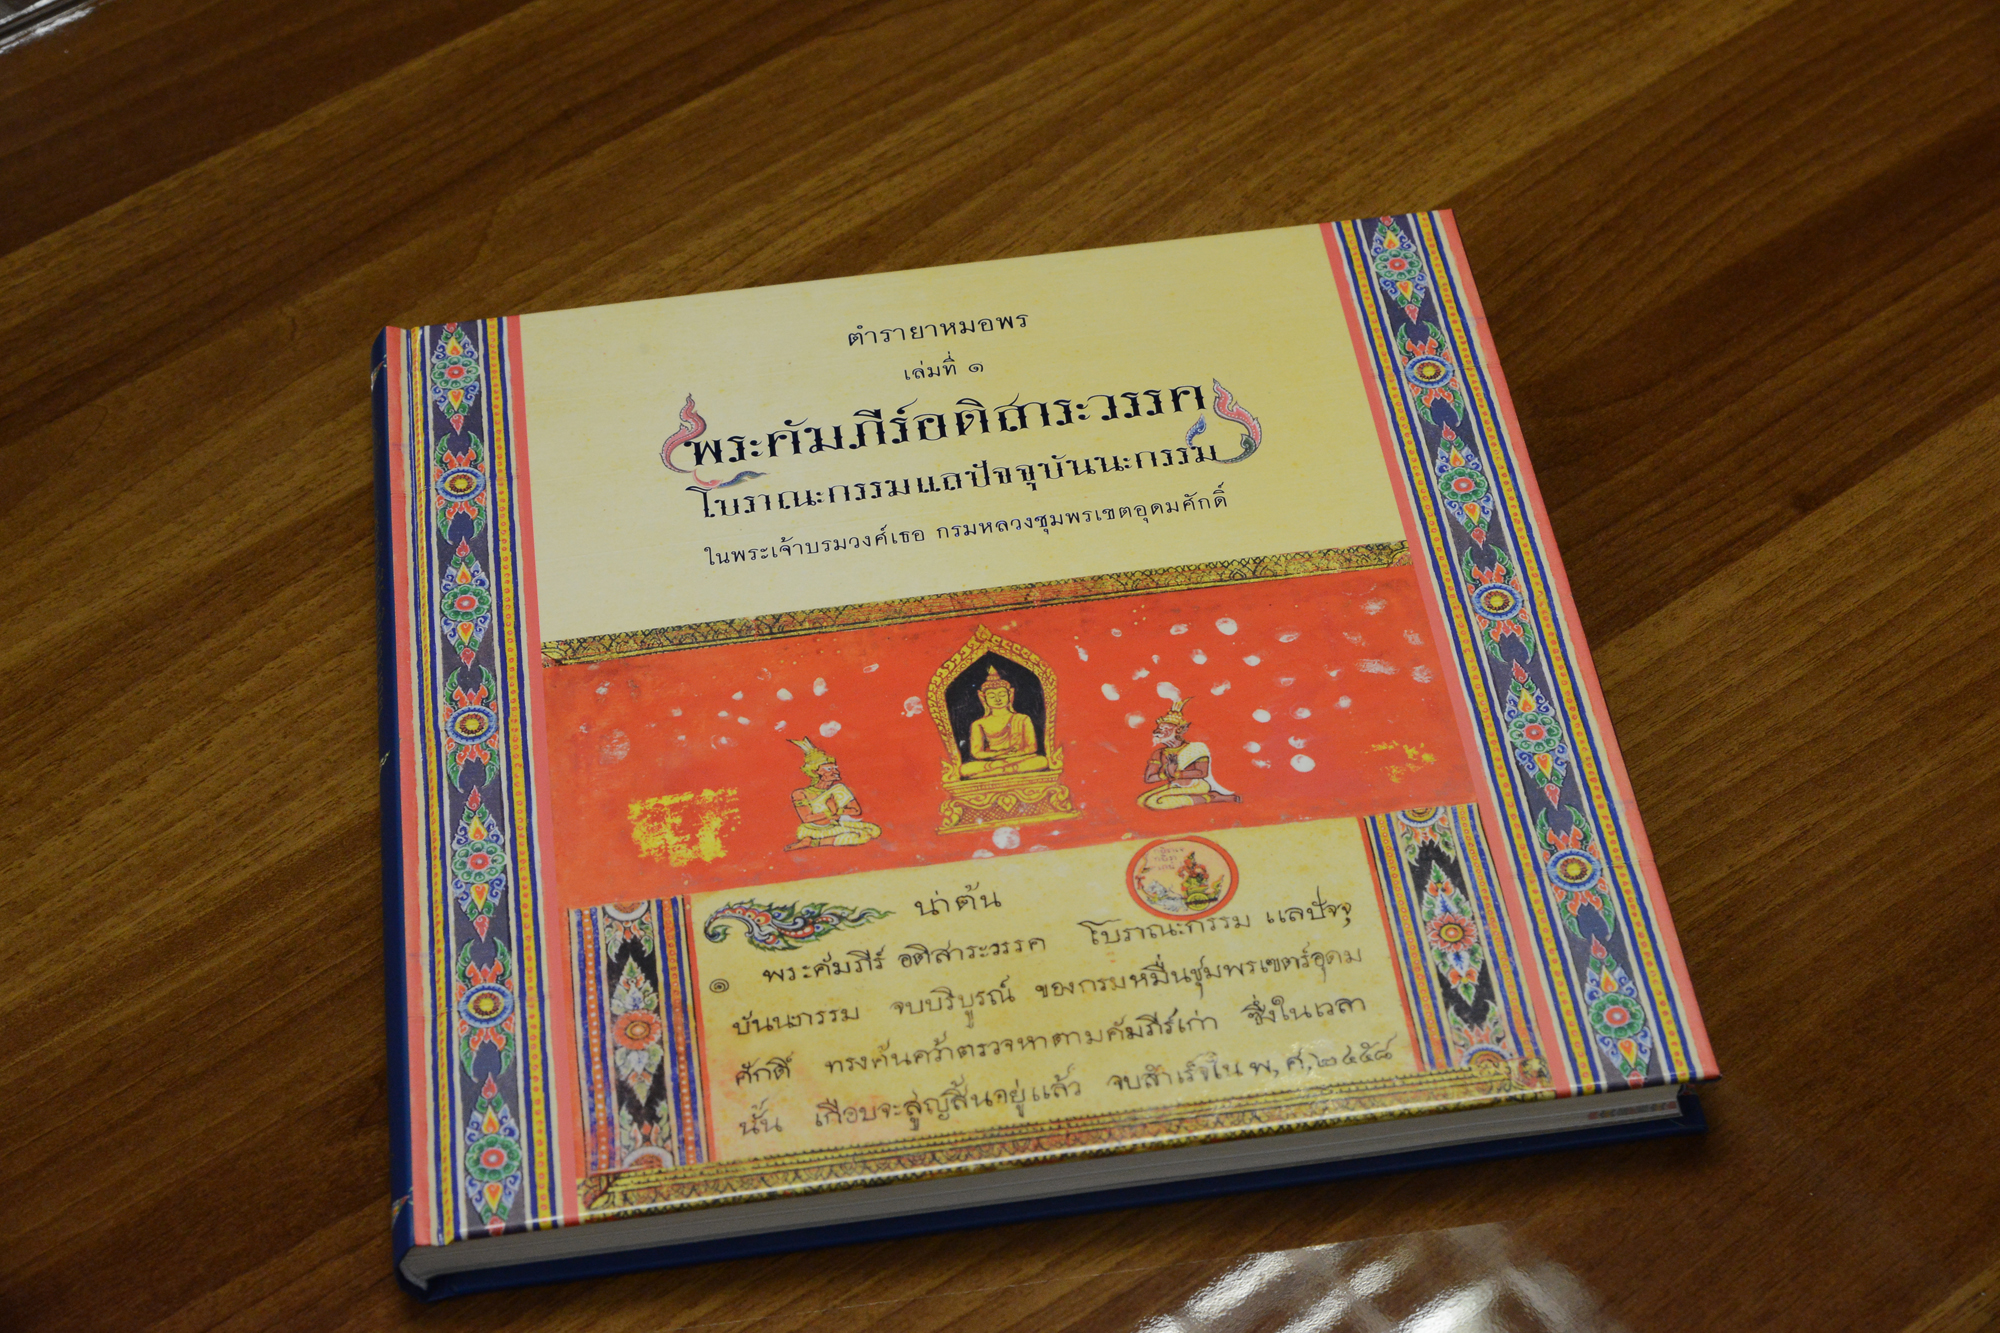 ตำรายาหมอพร
เล่มที่ ๑
พระคัมภีร์อติสาระวรรค
โบราณะกรรมแลปัจจุบันนะกรรม
ในพระเจ้าบรมวงศ์เธอ กรมหลวงชุมพรเขตอุดมศักดิ์
น่าต้น
๑ พระคัมภีร์ อติสาระวรรค โบราณะกรรม แลปัจจุ
บันนะกรรม จบบริบูรณ์ ของกรมหมื่นชุมพรเขตร์อุดม
ศักดิ์ ทรงค้นคว้าตรวจหาตามคัมภีร์เก่า ซึ่งในเวลา
นั้น เกือบจะสูญสิ้นอยู่แล้ว จบสำเร็จใน พ,ศ,๒๔๕๘